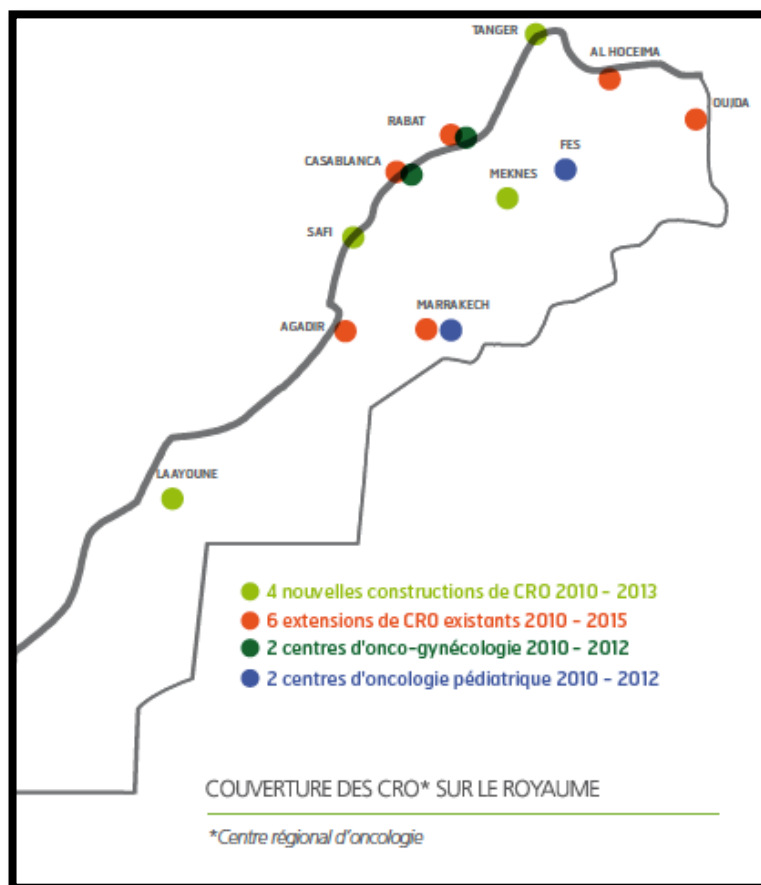 TANGER
AL HOCEIMA
OUJDA
RABAT
FES
CASABLANCA
MEKNES
SAFI
MARRAKECH
AGADIR
LAAYOUNE
4 nouvelles constructions de CRO 2010 - 2013
6 extensions de CRO existants 2010 - 2015
2 centres d'onco-gynécologie 2010 - 2012
2 centres d'oncologie pédiatrique 2010 - 2012
COUVERTURE DES CRO* SUR LE ROYAUME
*Centre régional d'oncologie